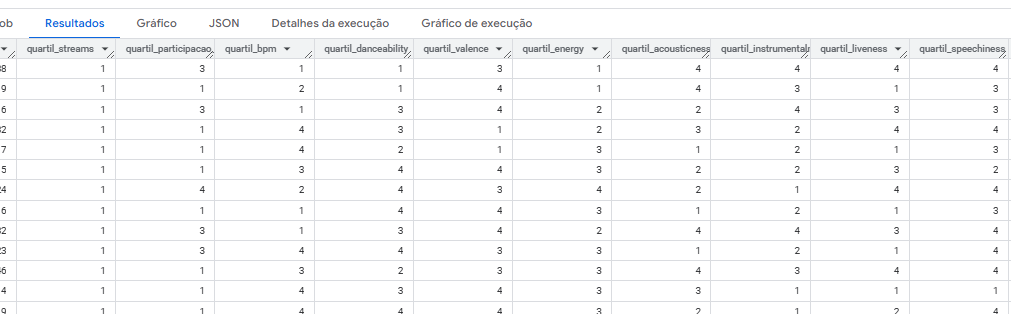 ob Resultados Gráfico JSON Detalhes da execução Gráfico de execução
quartil_streams quartil_participacao quartil_bpm quartil_danceability quartil_valence quartil_energy quartil_acousticness quartil_instrumentale quartil_liveness quartil_speechiness
38 1 3 1 1 3 1 4 4 4 4
9 1 1 2 1 4 1 4 3 1 3
6 1 3 1 3 4 2 2 4 3 3
32 1 1 4 3 1 2 3 2 4 4
7 1 1 4 2 1 3 1 2 1 3
5 1 1 3 4 4 3 2 2 3 2
24 1 4 2 4 3 4 2 1 4 4
6 1 1 1 4 4 3 1 2 1 3
32 1 3 1 3 4 2 4 4 3 4
23 1 3 4 4 3 3 1 2 1 4
46 1 1 3 2 3 3 4 3 4 4
4 1 1 4 3 4 3 3 1 1 1
9 1 1 4 4 4 3 2 1 2 4